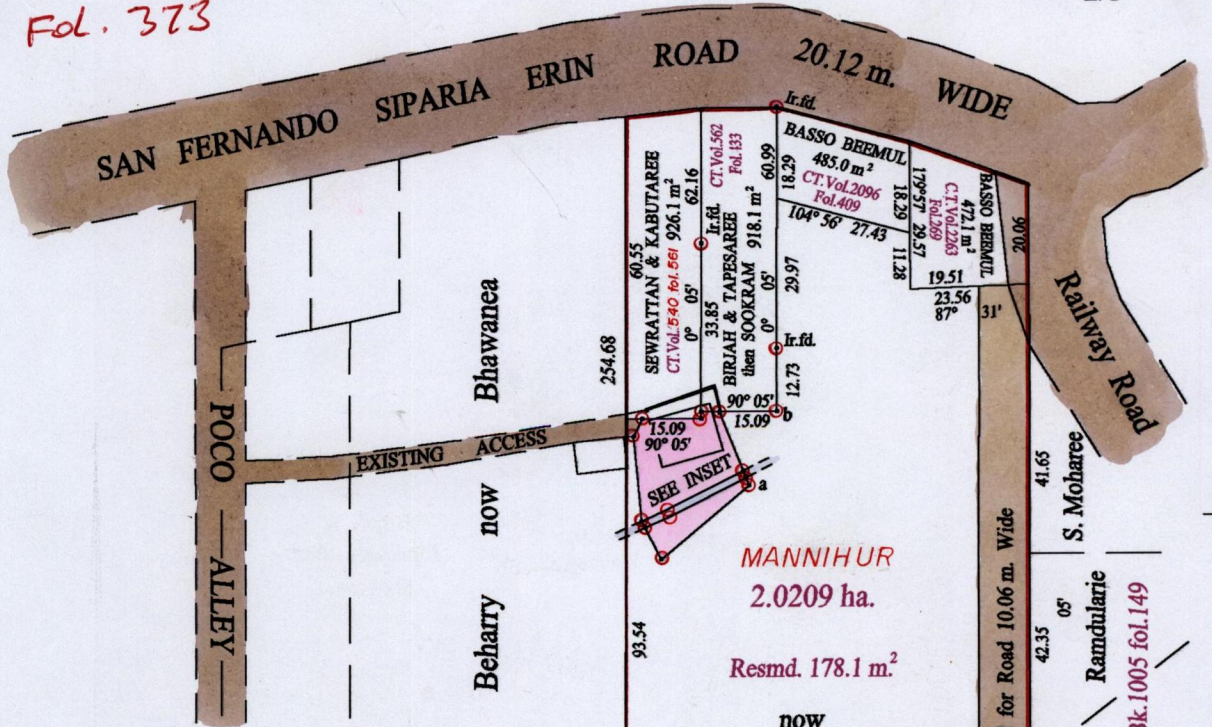 Fol. 373
SAN FERNANDO SIPARIA ERIN ROAD 20.12 m. WIDE
Ir.fd.
BASSO BEEMUL
485.0 m²
CT.Vol.2096
Fol.409
18.29
60.99
104° 56' 27.43
18.29
11.28
179°57' 29.57
C.T.Vol.2263
Fol.269
472.1 m²
BASSO BEEMUL
20.06
19.51
23.56
87° 31'
Railway Road
254.68
60.55
SEWRATTAN & KABUTAREE
CT.Vol.540 fol.561 926.1 m²
62.16
Ir.fd.
0° 05'
33.85
CT.Vol.562
Fol.133
BIRJAH & TAPESAREE
then SOOKRAM 918.1 m²
0° 05'
29.97
Ir.fd.
12.73
90° 05'
15.09
b
15.09
90° 05'
SEE INSET
a
Bhawanea
now
Beharry
POCO ALLEY
EXISTING ACCESS
93.54
MANNIHUR
2.0209 ha.
Resmd. 178.1 m²
now
for Road 10.06 m. Wide
41.65
S. Moharee
42.35
05'
Ramdularie
Bk.1005 fol.149